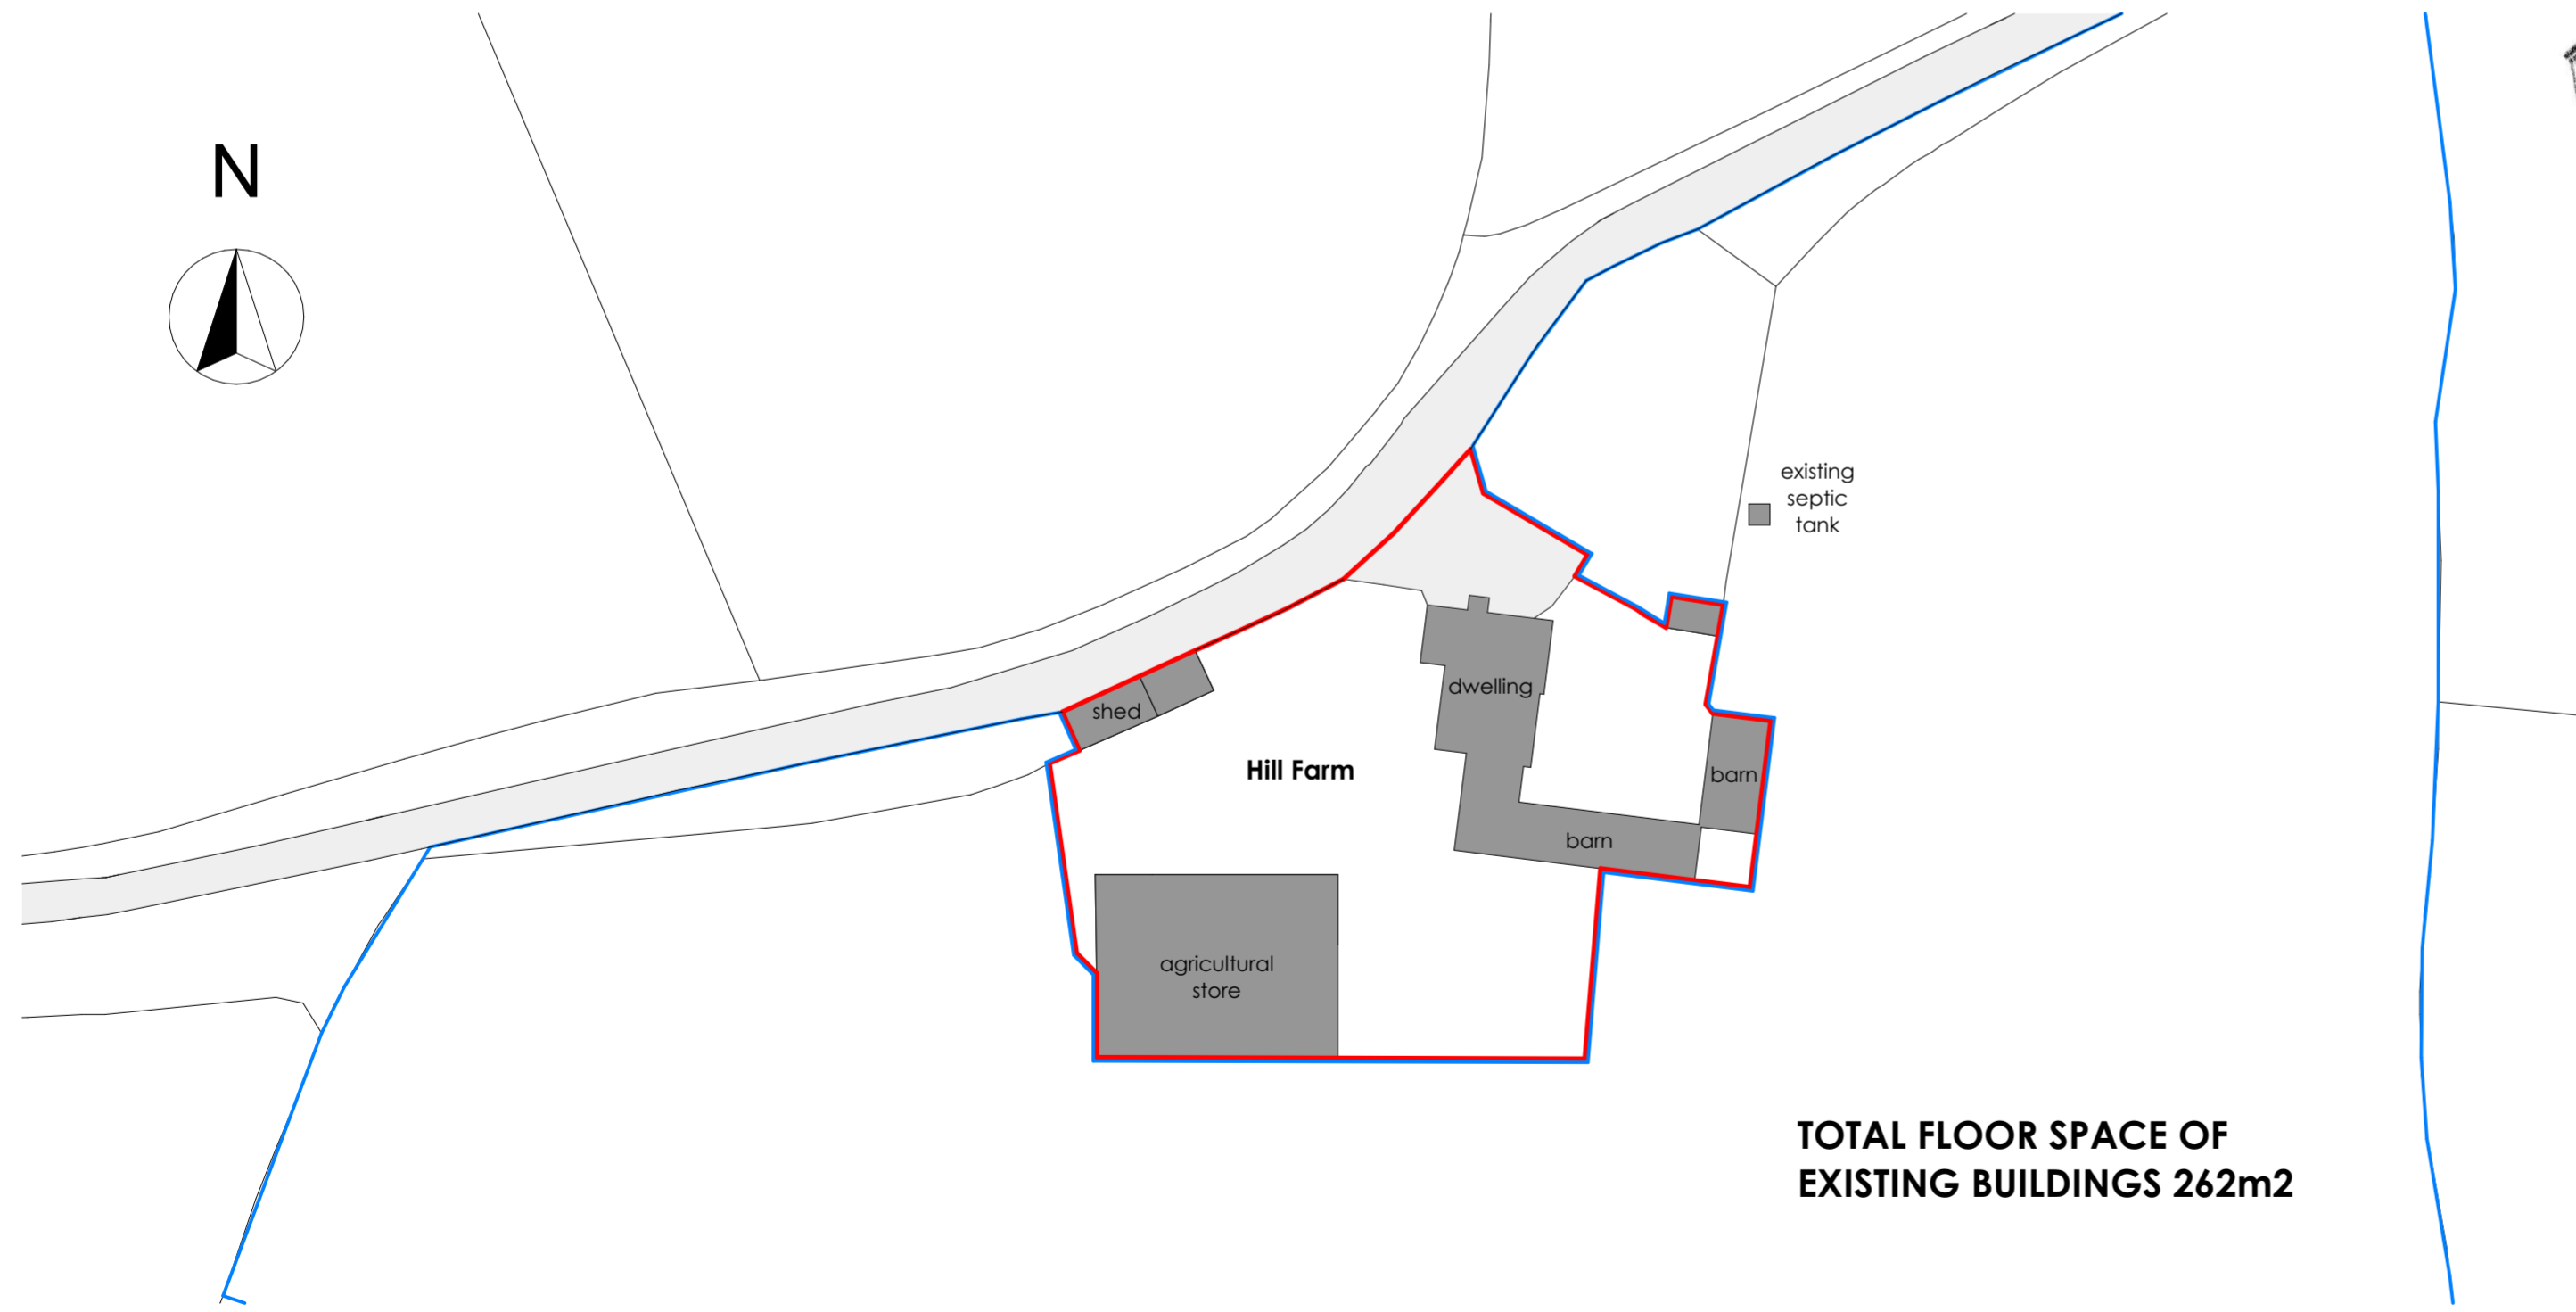 N
existing
septic
tank
dwelling
shed
Hill Farm
barn
barn
agricultural
store
TOTAL FLOOR SPACE OF
EXISTING BUILDINGS 262m2